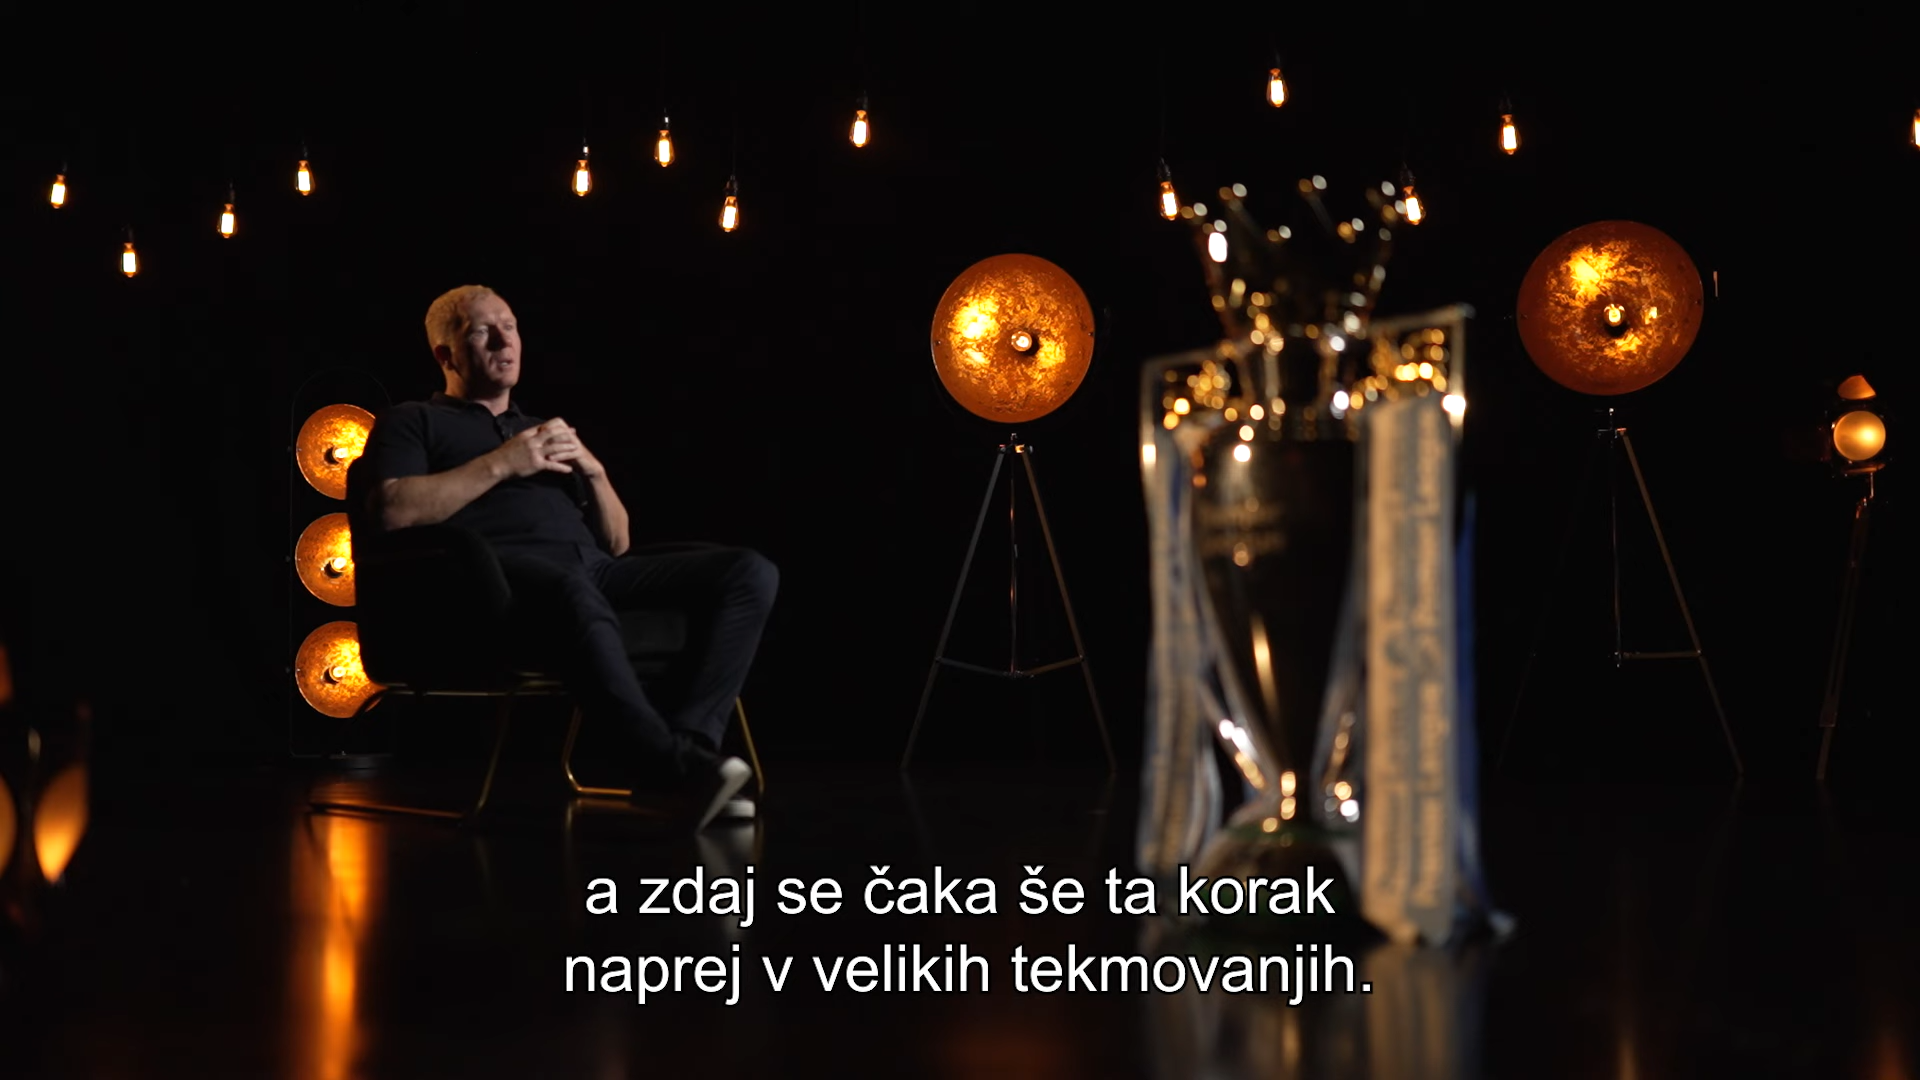 a zdaj se čaka še ta korak
naprej v velikih tekmovanjih.